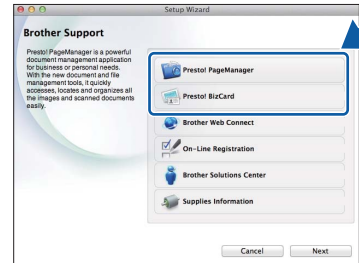 Setup Wizard
Brother Support
Presto! PageManager is a powerful
document management application
for business or personal needs.
With the new document and file
management tools, it quickly
accesses, locates and organizes all
the images and scanned documents
easily.
Presto! PageManager
Presto! BizCard
Brother Web Connect
On-Line Registration
Brother Solutions Center
Supplies Information
Cancel
Next